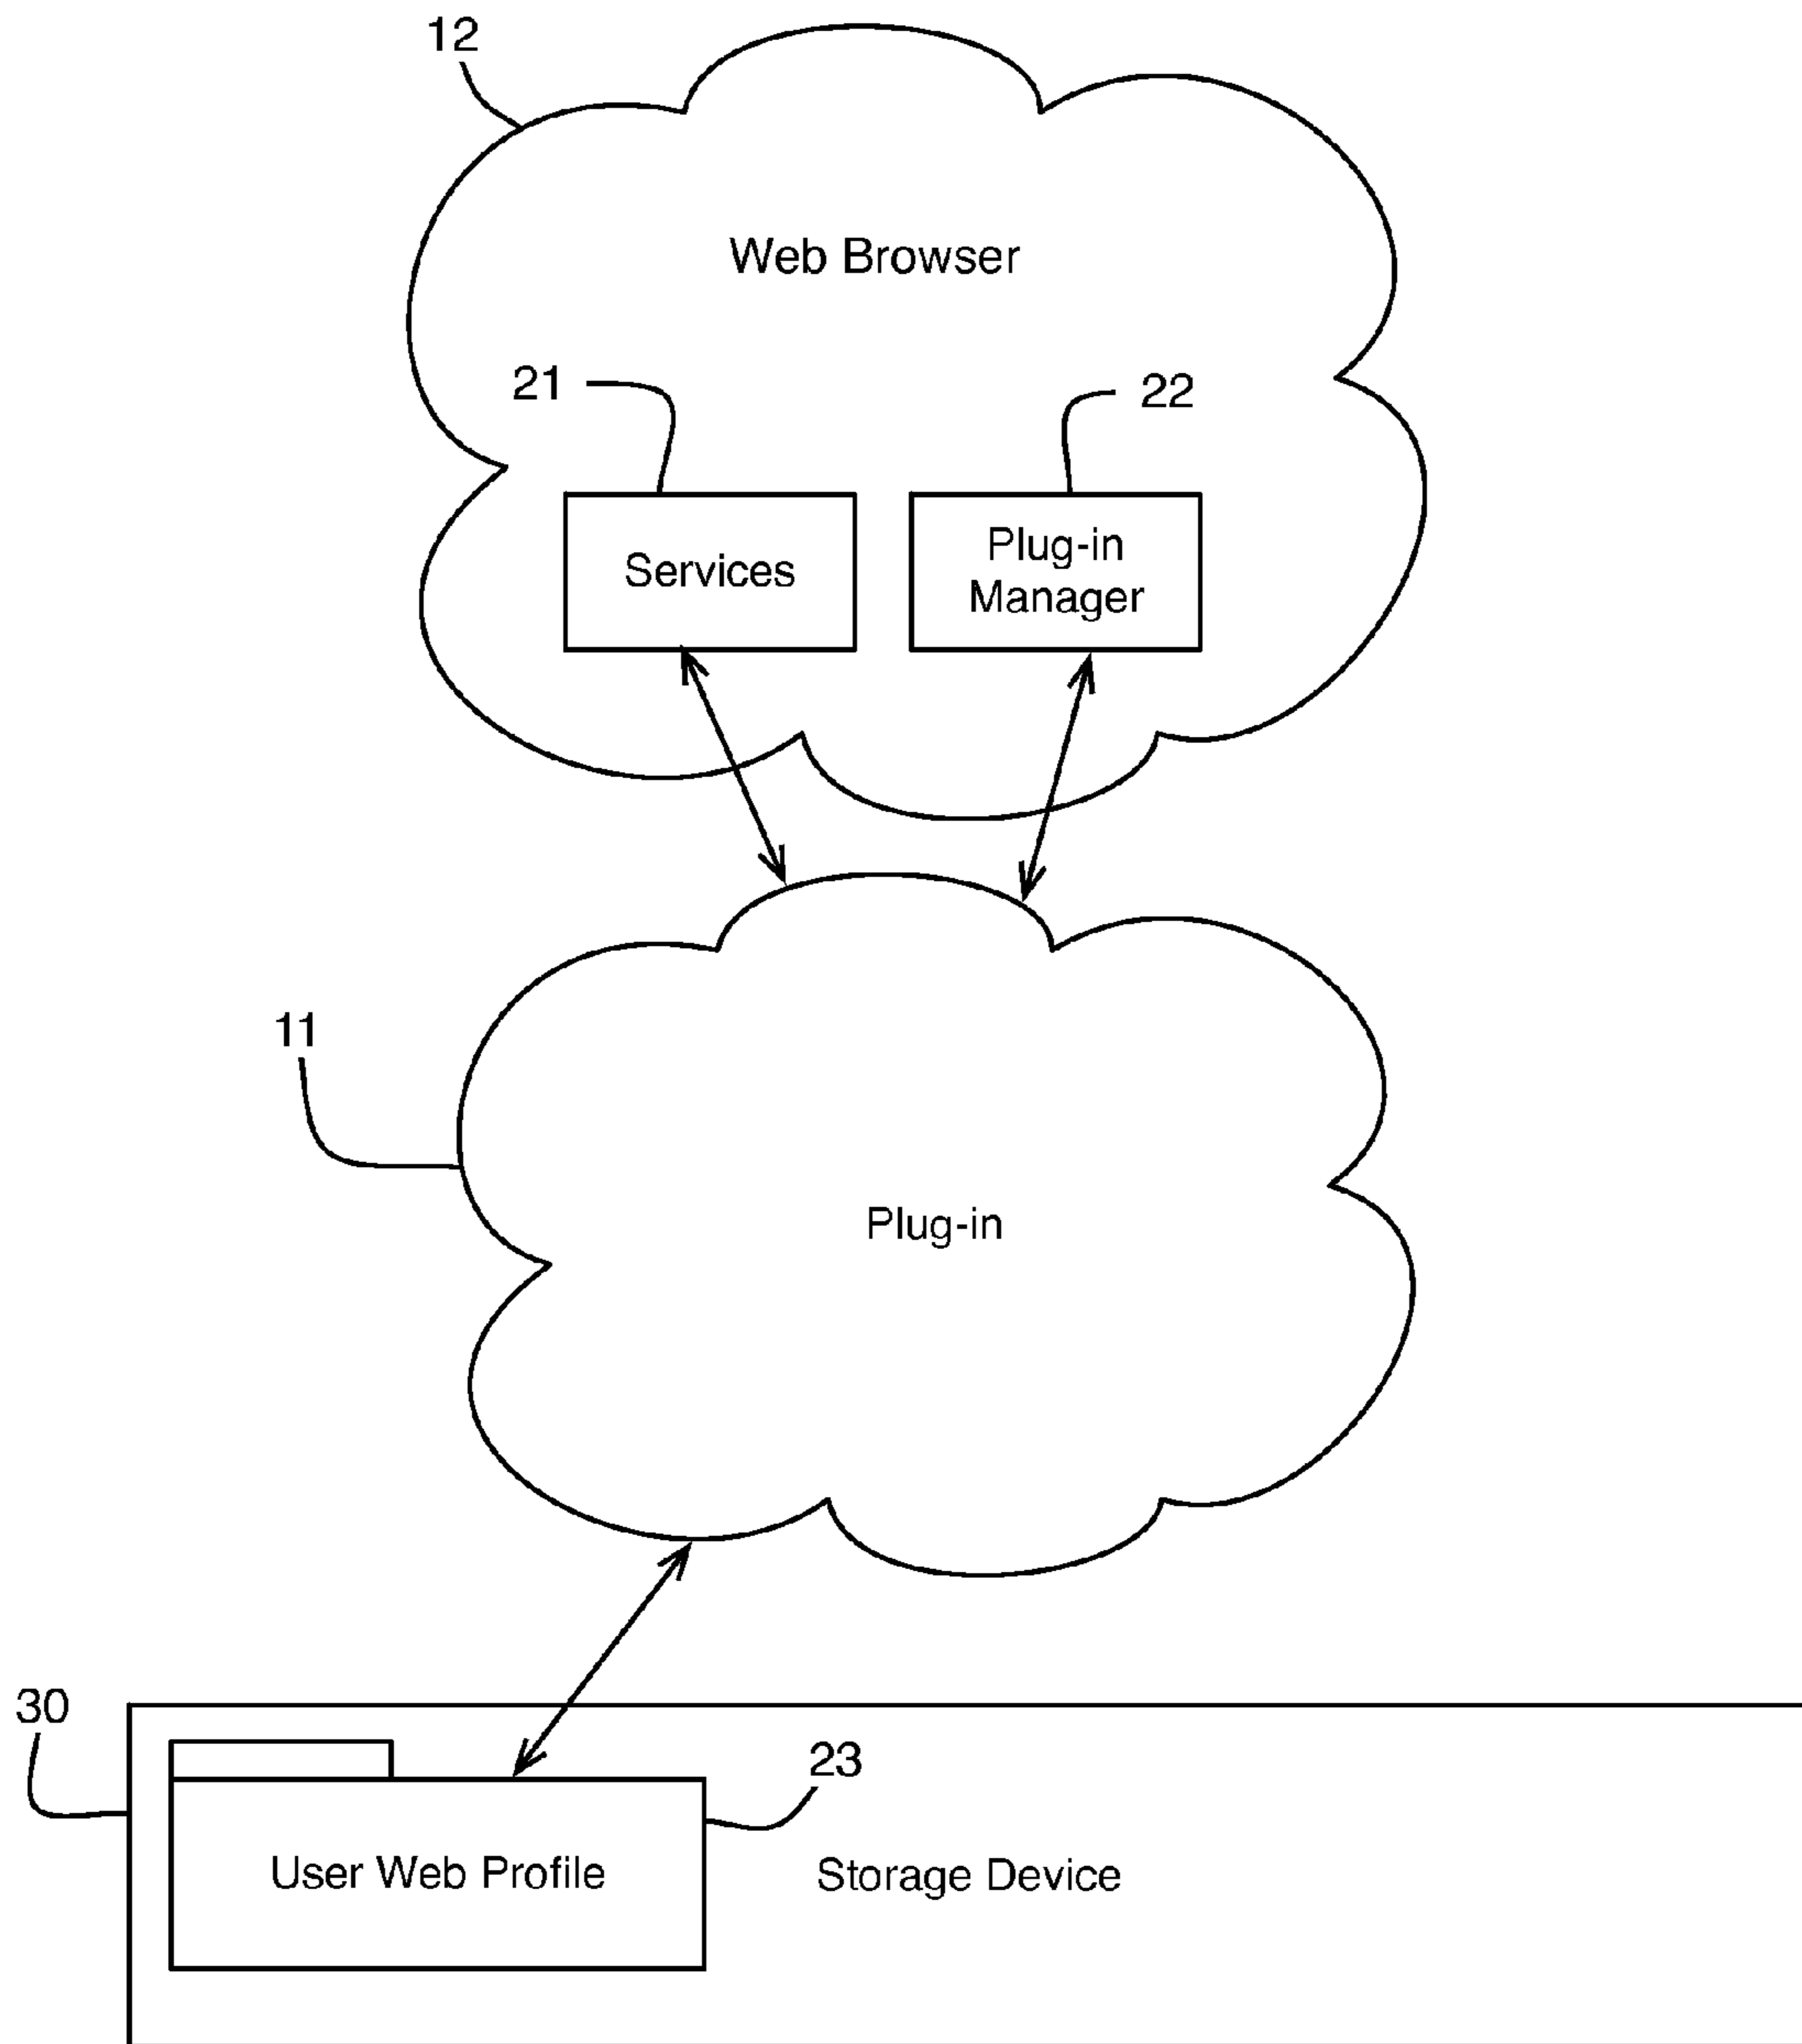 12
Web Browser
21
22
Services
Plug-in
Manager
11
Plug-in
30
23
User Web Profile
Storage Device